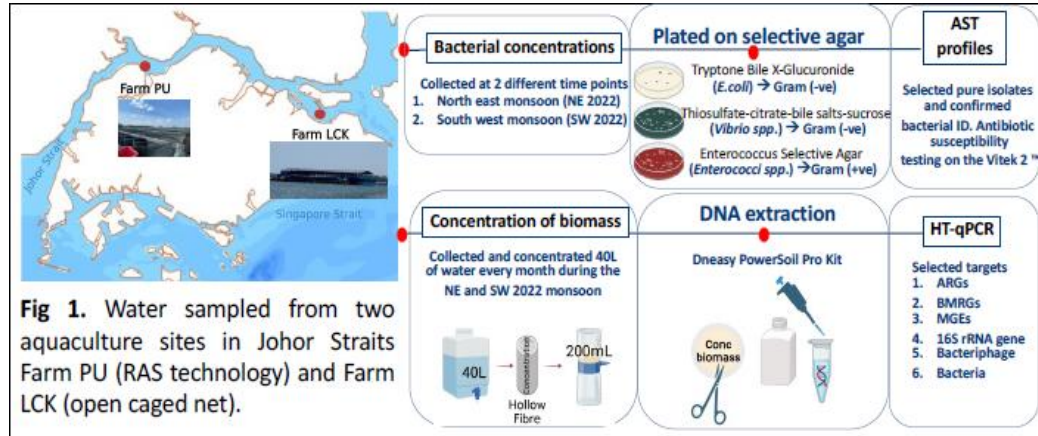 Farm PU
Farm LCK
Johor Strait
Singapore Strait
Fig 1. Water sampled from two
aquaculture sites in Johor Straits
Farm PU (RAS technology) and Farm
LCK (open caged net).
Bacterial concentrations
Collected at 2 different time points
1. North east monsoon (NE 2022)
2. South west monsoon (SW 2022)
Plated on selective agar
Tryptone Bile X-Glucuronide
(E.coli) → Gram (-ve)
Thiosulfate-citrate-bile salts-sucrose
(Vibrio spp.) → Gram (-ve)
Enterococcus Selective Agar
(Enterococci spp.) → Gram (+ve)
AST
profiles
Selected pure isolates
and confirmed
bacterial ID. Antibiotic
susceptibility
testing on the Vitek 2 ™
Concentration of biomass
Collected and concentrated 40L
of water every month during the
NE and SW 2022 monsoon
40L
Concentration
Hollow
Fibre
200mL
DNA extraction
Dneasy PowerSoil Pro Kit
Conc
biomass
HT-qPCR
Selected targets
1. ARGs
2. BMRGs
3. MGEs
4. 16S rRNA gene
5. Bacteriphage
6. Bacteria